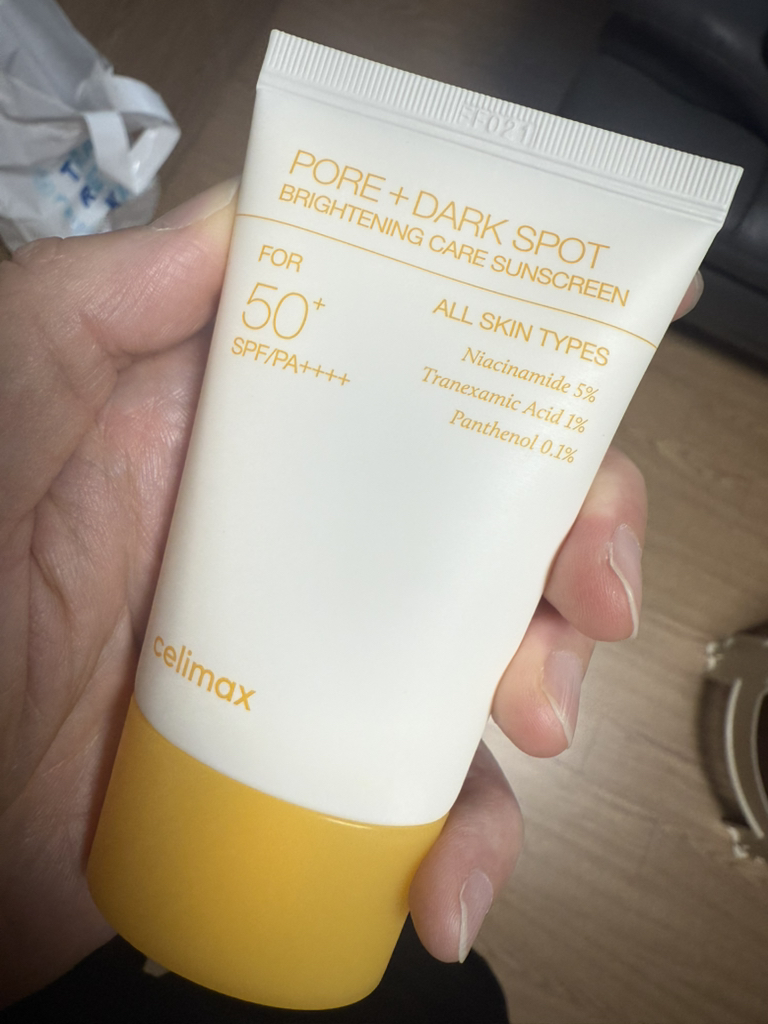 PORE + DARK SPOT
BRIGHTENING CARE SUNSCREEN
FOR
50+
SPF/PA++++
ALL SKIN TYPES
Niacinamide 5%
Tranexamic Acid 1%
Panthenol 0.1%
celimax